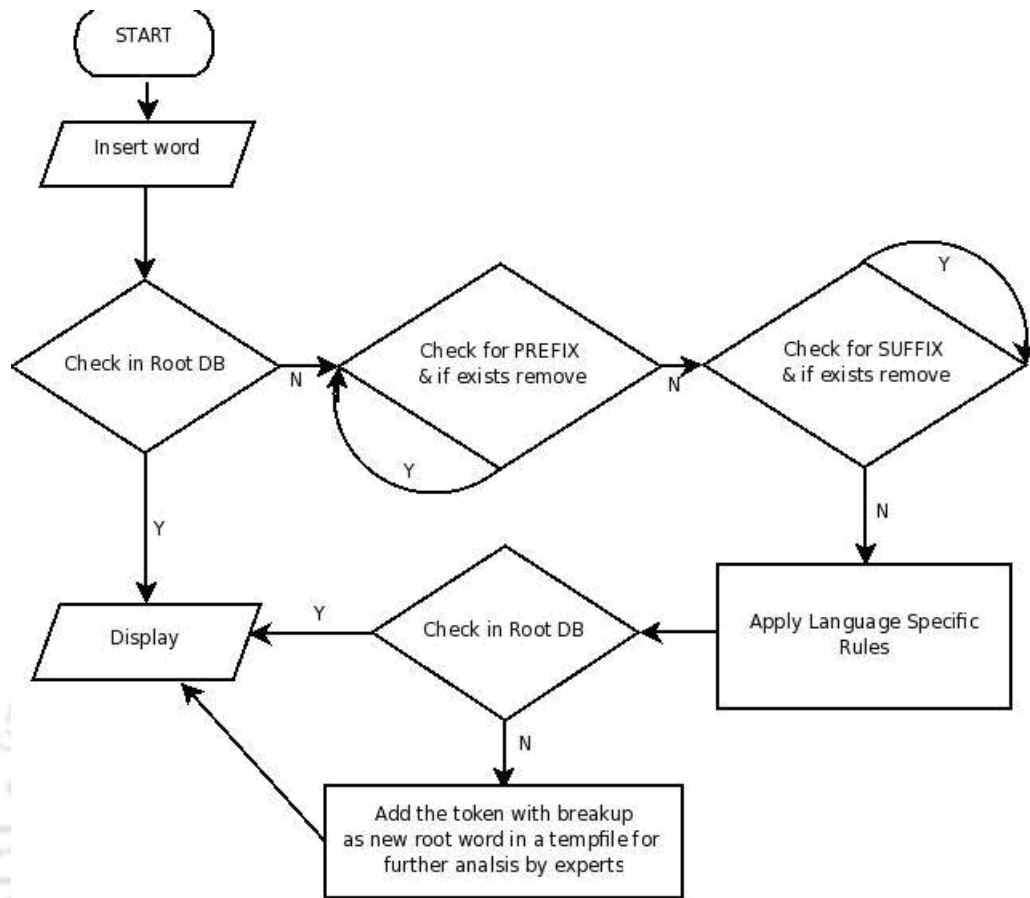 START
Insert word
Check in Root DB
N
Check for PREFIX
& if exists remove
Y
N
Check for SUFFIX
& if exists remove
Y
N
Y
Apply Language Specific
Rules
Check in Root DB
Y
Display
N
Add the token with breakup
as new root word in a tempfile for
further analsis by experts